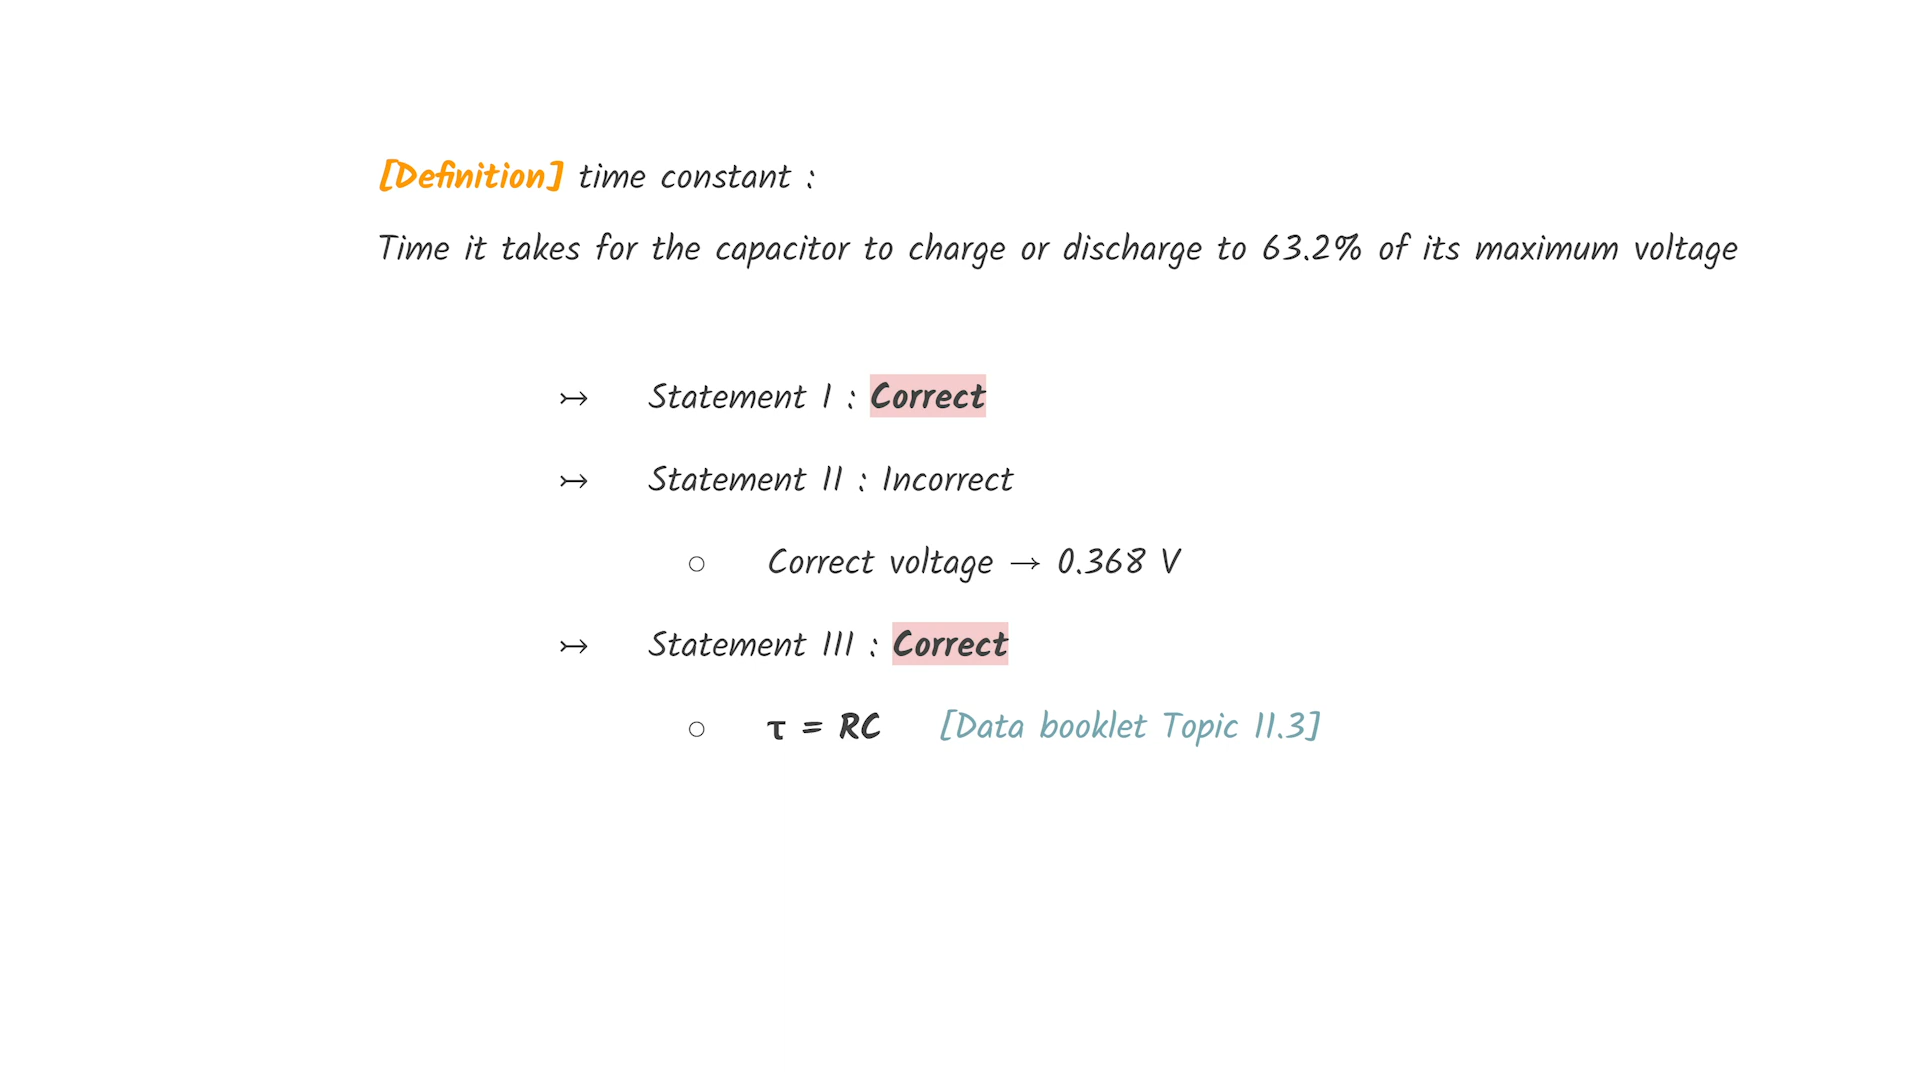 [Definition] time constant :
Time it takes for the capacitor to charge or discharge to 63.2% of its maximum voltage
↣ Statement I : Correct
↣ Statement II : Incorrect
○ Correct voltage → 0.368 V
↣ Statement III : Correct
○ τ = RC [Data booklet Topic 11.3]